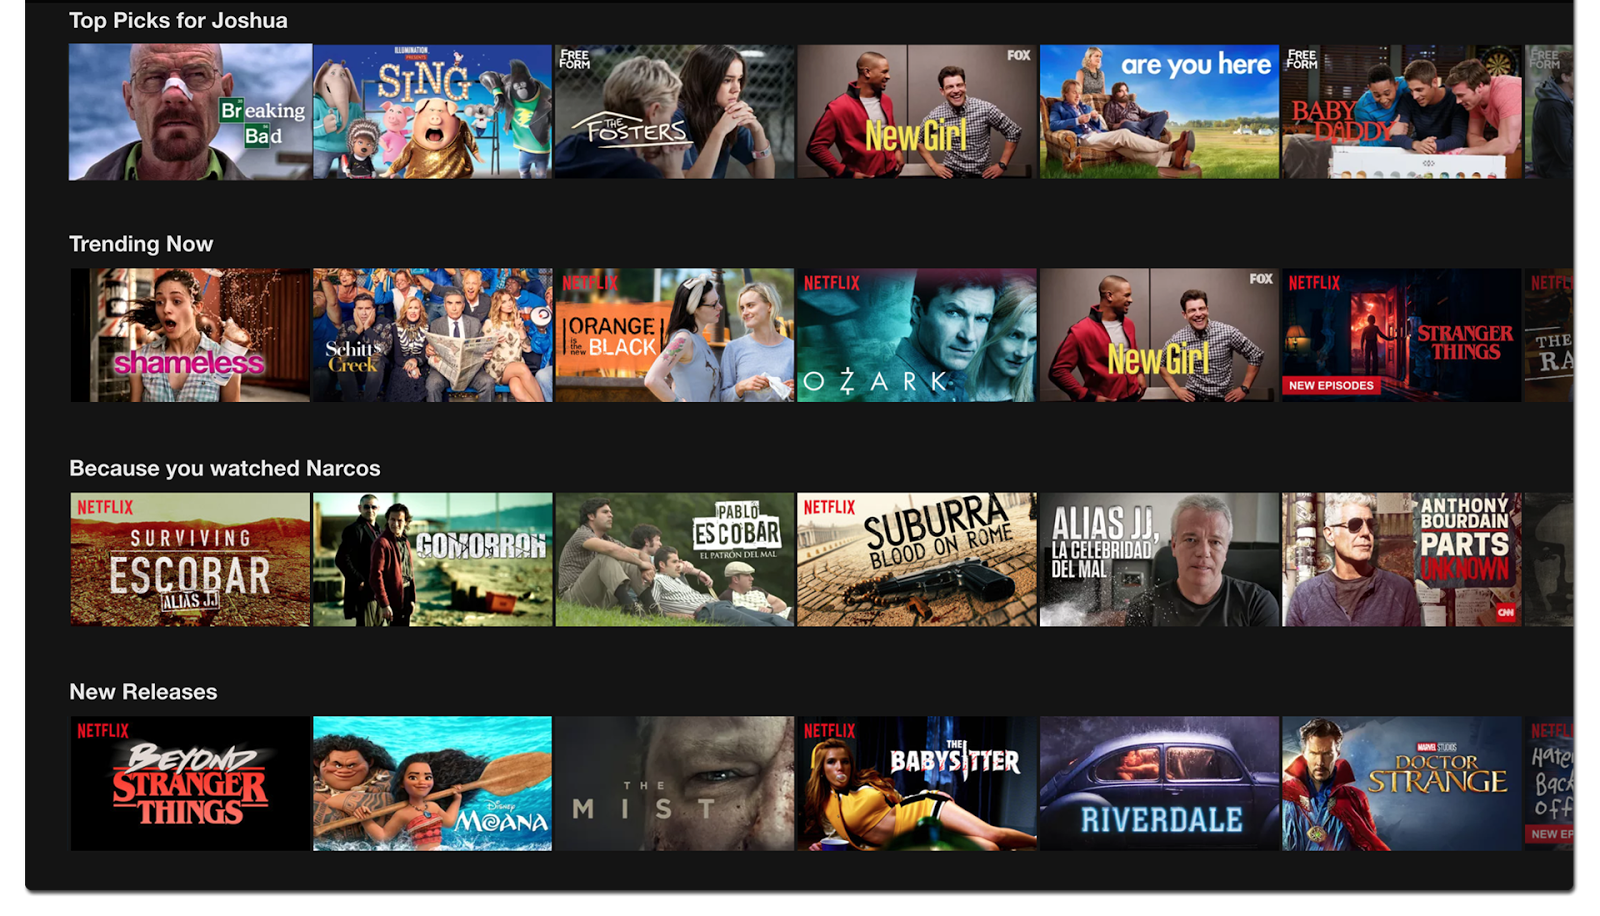 Top Picks for Joshua
Breaking
Bad
ILLUMINATION
PRESENTS
SING
FREE
FORM
THE
FOSTERS
FOX
New Girl
are you here
FREE
FORM
BABY
DADDY
FREE
FORM
Trending Now
shameless
Schitt's
Creek
NETFLIX
ORANGE
is the new
BLACK
NETFLIX
OZARK
FOX
New Girl
NETFLIX
STRANGER
THINGS
NEW EPISODES
THE
RA
Because you watched Narcos
NETFLIX
SURVIVING
ESCOBAR
ALIAS JJ
GOMORRAH
PABLO
ESCOBAR
EL PATRÓN DEL MAL
NETFLIX
SUBURRA
BLOOD ON ROME
ALIAS JJ,
LA CELEBRIDAD
DEL MAL
ANTHONY
BOURDAIN
PARTS
UNKNOWN
CNN
New Releases
NETFLIX
BEYOND
STRANGER
THINGS
Disney
MOANA
THE
MIST
NETFLIX
THE
BABYSITTER
RIVERDALE
MARVEL STUDIOS
DOCTOR
STRANGE
Hater
Back
Off
NEW EP